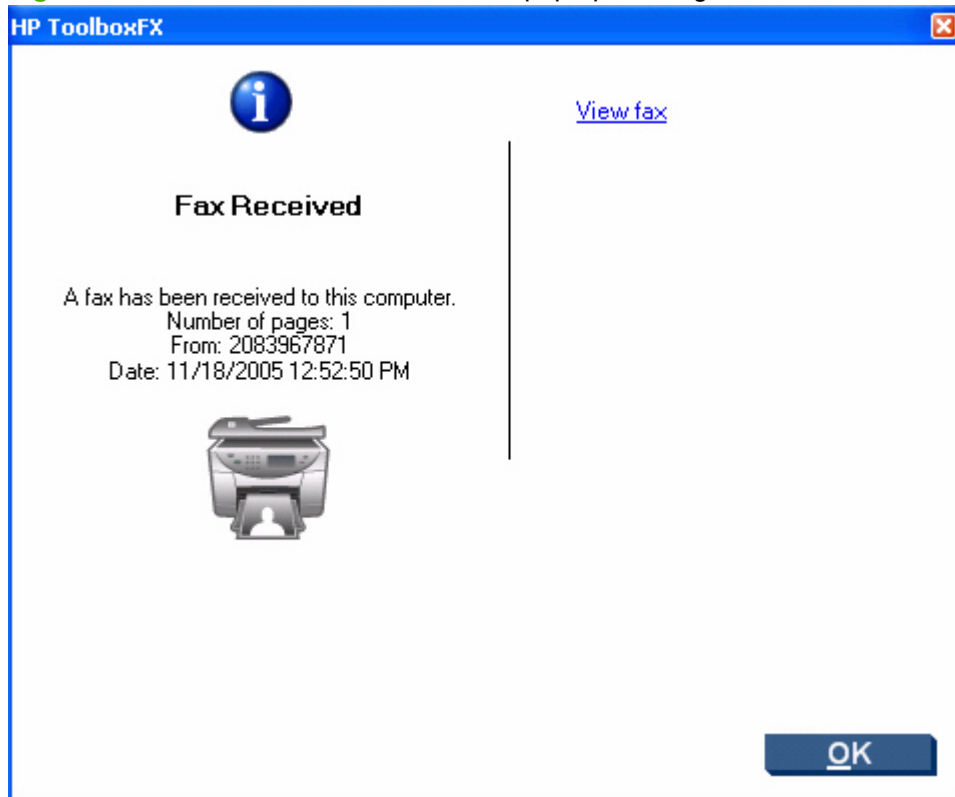 HP ToolboxFX
View fax
Fax Received
A fax has been received to this computer.
Number of pages: 1
From: 2083967871
Date: 11/18/2005 12:52:50 PM
OK